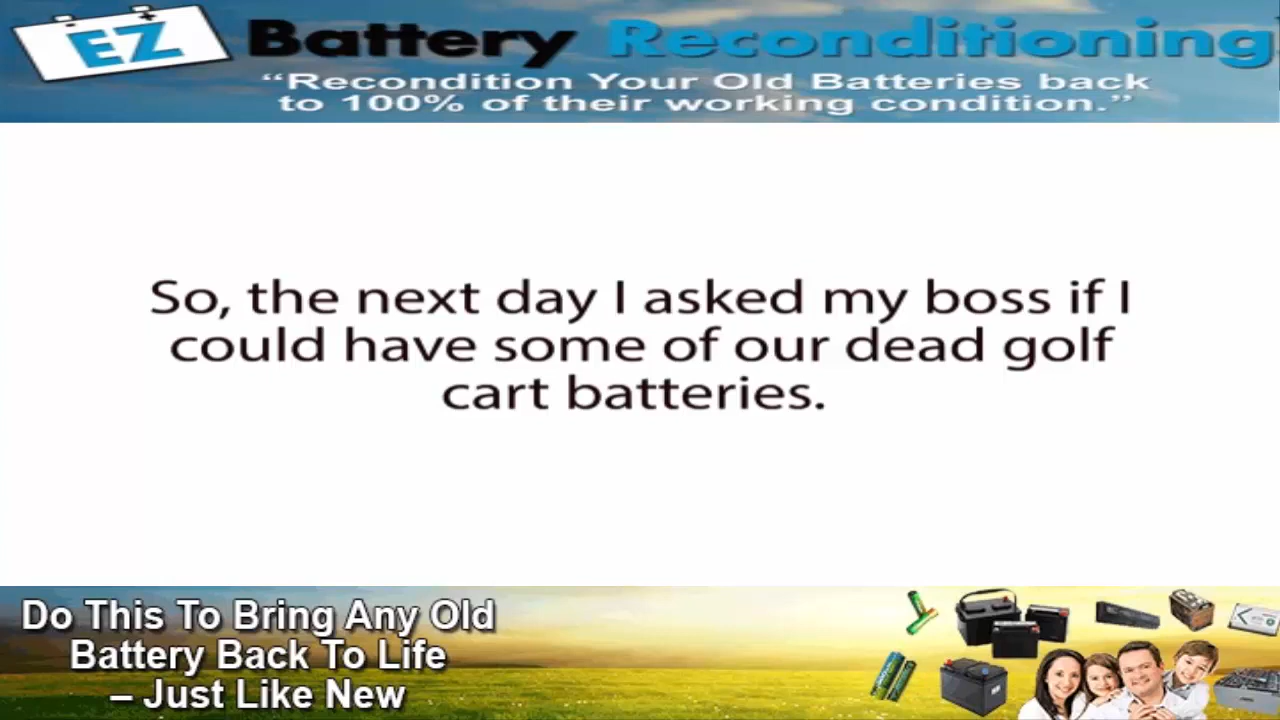 EZ Battery Reconditioning
“Recondition Your Old Batteries back
to 100% of their working condition.”
So, the next day I asked my boss if I
could have some of our dead golf
cart batteries.
Do This To Bring Any Old
Battery Back To Life
– Just Like New